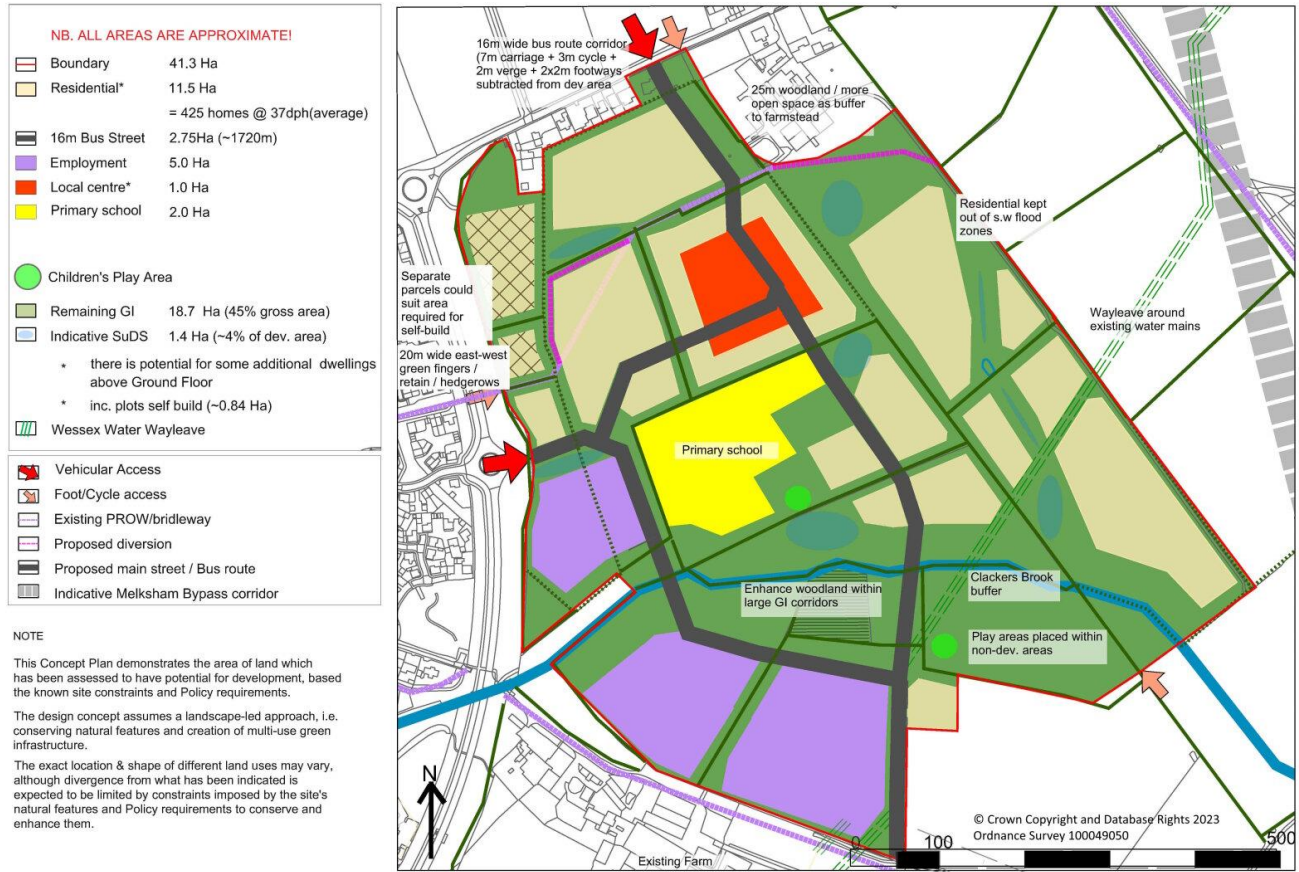 NB. ALL AREAS ARE APPROXIMATE!
Boundary 41.3 Ha
Residential* 11.5 Ha
= 425 homes @ 37dph(average)
16m Bus Street 2.75Ha (~1720m)
Employment 5.0 Ha
Local centre* 1.0 Ha
Primary school 2.0 Ha
Children's Play Area
Remaining GI 18.7 Ha (45% gross area)
Indicative SuDS 1.4 Ha (~4% of dev. area)
* there is potential for some additional dwellings
above Ground Floor
* inc. plots self build (~0.84 Ha)
Wessex Water Wayleave
Vehicular Access
Foot/Cycle access
Existing PROW/bridleway
Proposed diversion
Proposed main street / Bus route
Indicative Melksham Bypass corridor
NOTE
This Concept Plan demonstrates the area of land which
has been assessed to have potential for development, based
the known site constraints and Policy requirements.
The design concept assumes a landscape-led approach, i.e.
conserving natural features and creation of multi-use green
infrastructure.
The exact location & shape of different land uses may vary,
although divergence from what has been indicated is
expected to be limited by constraints imposed by the site's
natural features and Policy requirements to conserve and
enhance them.
16m wide bus route corridor
(7m carriage + 3m cycle +
2m verge + 2x2m footways
subtracted from dev area
25m woodland / more
open space as buffer
to farmstead
Residential kept
out of s.w flood
zones
Separate
parcels could
suit area
required for
self-build
Wayleave around
existing water mains
20m wide east-west
green fingers /
retain / hedgerows
Primary school
Enhance woodland within
large GI corridors
Clackers Brook
buffer
Play areas placed within
non-dev. areas
N
Existing Farm
© Crown Copyright and Database Rights 2023
Ordnance Survey 100049050
0 100 500